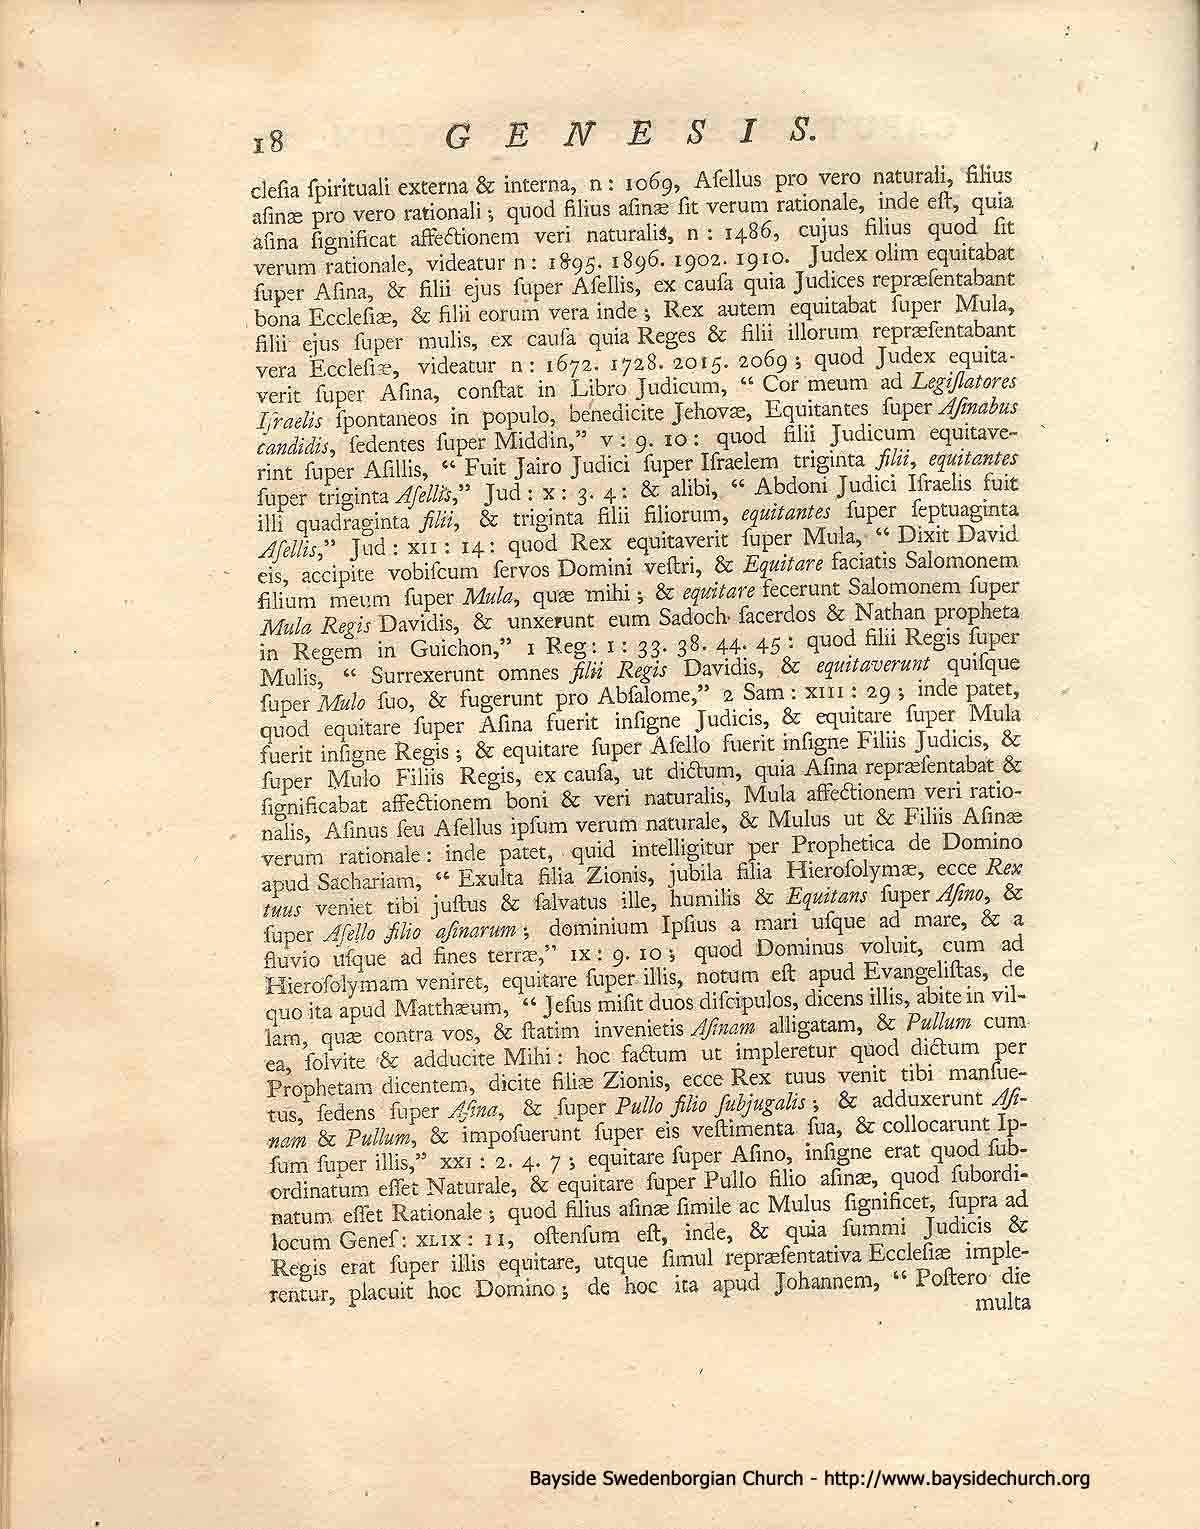 18 G E N E S I S.
cleſia ſpirituali externa & interna, n : 1069, Aſellus pro vero naturali, filius
aſinæ pro vero rationali ; quod filius aſinæ ſit verum rationale, inde eſt, quia
aſina ſignificat affectionem veri naturalis, n : 1486, cujus filius quod ſit
verum rationale, videatur n : 1895. 1896. 1902. 1910. Judex olim equitabat
ſuper Aſina, & filii ejus ſuper Aſellis, ex cauſa quia Judices repræſentabant
bona Eccleſiæ, & filii eorum vera inde ; Rex autem equitabat ſuper Mula,
filii ejus ſuper mulis, ex cauſa quia Reges & filii illorum repræſentabant
vera Eccleſiæ, videatur n : 1672. 1728. 2015. 2069 ; quod Judex equita-
verit ſuper Aſina, conſtat in Libro Judicum, “ Cor meum ad Legiſlatores
Iſraelis ſpontaneos in populo, benedicite Jehovæ, Equitantes ſuper Aſinabus
candidis, ſedentes ſuper Middin,” v : 9. 10 : quod filii Judicum equitave-
rint ſuper Aſillis, “ Fuit Jairo Judici ſuper Iſraelem triginta filii, equitantes
ſuper triginta Aſellis,” Jud : x : 3. 4 : & alibi, “ Abdoni Judici Iſraelis fuit
illi quadraginta filii, & triginta filii filiorum, equitantes ſuper ſeptuaginta
Aſellis,” Jud : XII : 14 : quod Rex equitaverit ſuper Mula, “ Dixit David
eis, accipite vobiſcum ſervos Domini veſtri, & Equitare faciatis Salomonem
filium meum ſuper Mula, quæ mihi ; & equitare fecerunt Salomonem ſuper
Mula Regis Davidis, & unxerunt eum Sadoch ſacerdos & Nathan propheta
in Regem in Guichon,” 1 Reg : 1 : 33. 38. 44. 45 : quod filii Regis ſuper
Mulis, “ Surrexerunt omnes filii Regis Davidis, & equitaverunt quiſque
ſuper Mulo ſuo, & fugerunt pro Abſalome,” 2 Sam : XIII : 29 ; inde patet,
quod equitare ſuper Aſina fuerit inſigne Judicis, & equitare ſuper Mula
fuerit inſigne Regis ; & equitare ſuper Aſello fuerit inſigne Filiis Judicis, &
ſuper Mulo Filiis Regis, ex cauſa, ut dictum, quia Aſina repræſentabat &
ſignificabat affectionem boni & veri naturalis, Mula affectionem veri ratio-
nalis, Aſinus ſeu Aſellus ipſum verum naturale, & Mulus ut & Filiis Aſinæ
verum rationale : inde patet, quid intelligitur per Prophetica de Domino
apud Sachariam, “ Exulta filia Zionis, jubila filia Hieroſolymæ, ecce Rex
tuus veniet tibi juſtus & ſalvatus ille, humilis & Equitans ſuper Aſino, &
ſuper Aſello filio aſinarum ; dominium Ipſius a mari uſque ad mare, & a
fluvio uſque ad fines terræ,” IX : 9. 10 ; quod Dominus voluit, cum ad
Hieroſolymam veniret, equitare ſuper illis, notum eſt apud Evangeliſtas, de
quo ita apud Matthæum, “ Jeſus miſit duos diſcipulos, dicens illis, abite in vil-
lam, quæ contra vos, & ſtatim invenietis Aſinam alligatam, & Pullum cum
ea, ſolvite & adducite Mihi : hoc factum ut impleretur quod dictum per
Prophetam dicentem, dicite filiæ Zionis, ecce Rex tuus venit tibi manſue-
tus, ſedens ſuper Aſina, & ſuper Pullo filio ſubjugalis ; & adduxerunt Aſi-
nam & Pullum, & impoſuerunt ſuper eis veſtimenta ſua, & collocarunt Ip-
ſum ſuper illis,” XXI : 2. 4. 7 ; equitare ſuper Aſino, inſigne erat quod ſub-
ordinatum eſſet Naturale, & equitare ſuper Pullo filio aſinæ, quod ſubordi-
natum eſſet Rationale ; quod filius aſinæ ſimile ac Mulus ſignificet, ſupra ad
locum Geneſ : XLIX : 11, oſtenſum eſt, inde, & quia ſummi Judicis &
Regis erat ſuper illis equitare, utque ſimul repræſentativa Eccleſiæ imple-
rentur, placuit hoc Domino ; de hoc ita apud Johannem, “ Poſtero die
multa
Bayside Swedenborgian Church - http://www.baysidechurch.org